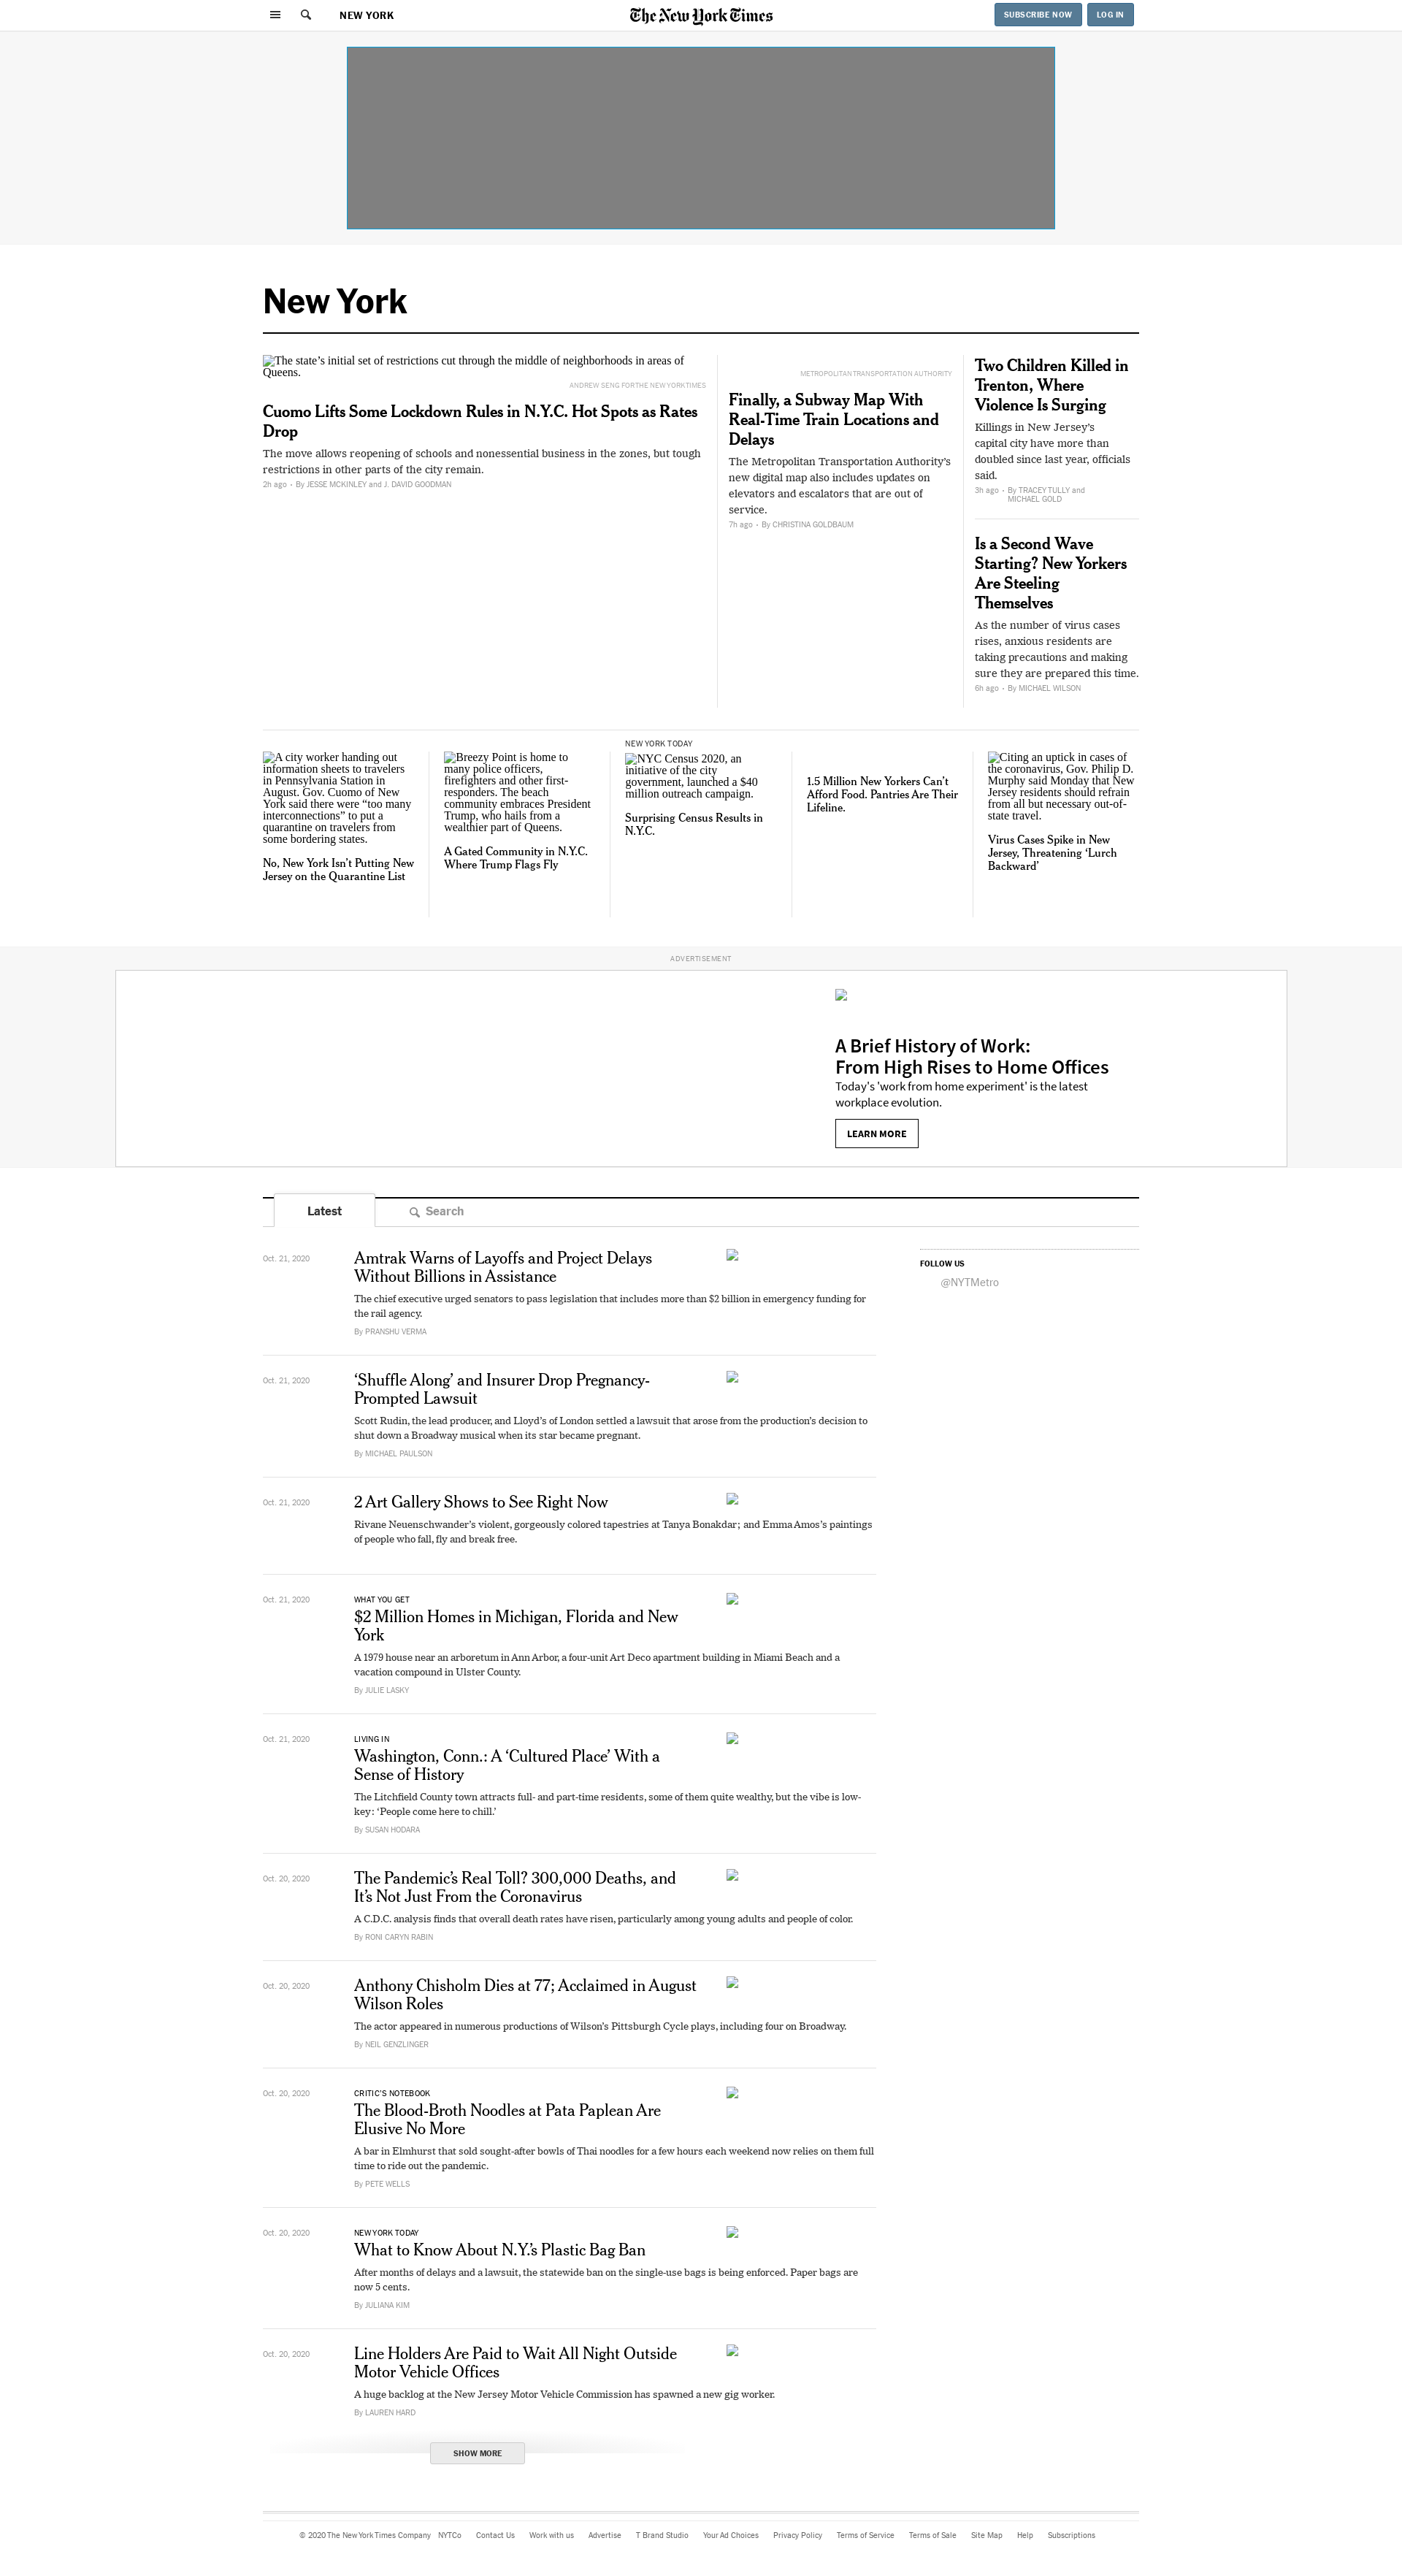 NEW YORK
The New York Times
SUBSCRIBE NOW
LOG IN
New York
The state’s initial set of restrictions cut through the middle of neighborhoods in areas of
Queens.
ANDREW SENG FOR THE NEW YORK TIMES
Cuomo Lifts Some Lockdown Rules in N.Y.C. Hot Spots as Rates
Drop
The move allows reopening of schools and nonessential business in the zones, but tough
restrictions in other parts of the city remain.
2h ago • By JESSE MCKINLEY and J. DAVID GOODMAN
METROPOLITAN TRANSPORTATION AUTHORITY
Finally, a Subway Map With
Real-Time Train Locations and
Delays
The Metropolitan Transportation Authority’s
new digital map also includes updates on
elevators and escalators that are out of
service.
7h ago • By CHRISTINA GOLDBAUM
Two Children Killed in
Trenton, Where
Violence Is Surging
Killings in New Jersey’s
capital city have more than
doubled since last year, officials
said.
3h ago • By TRACEY TULLY and
MICHAEL GOLD
Is a Second Wave
Starting? New Yorkers
Are Steeling
Themselves
As the number of virus cases
rises, anxious residents are
taking precautions and making
sure they are prepared this time.
6h ago • By MICHAEL WILSON
A city worker handing out
information sheets to travelers
in Pennsylvania Station in
August. Gov. Cuomo of New
York said there were “too many
interconnections” to put a
quarantine on travelers from
some bordering states.
No, New York Isn’t Putting New
Jersey on the Quarantine List
Breezy Point is home to
many police officers,
firefighters and other first-
responders. The beach
community embraces President
Trump, who hails from a
wealthier part of Queens.
A Gated Community in N.Y.C.
Where Trump Flags Fly
NEW YORK TODAY
NYC Census 2020, an
initiative of the city
government, launched a $40
million outreach campaign.
Surprising Census Results in
N.Y.C.
1.5 Million New Yorkers Can’t
Afford Food. Pantries Are Their
Lifeline.
Citing an uptick in cases of
the coronavirus, Gov. Philip D.
Murphy said Monday that New
Jersey residents should refrain
from all but necessary out-of-
state travel.
Virus Cases Spike in New
Jersey, Threatening ‘Lurch
Backward’
ADVERTISEMENT
A Brief History of Work:
From High Rises to Home Offices
Today's 'work from home experiment' is the latest
workplace evolution.
LEARN MORE
Latest
Search
Oct. 21, 2020
Amtrak Warns of Layoffs and Project Delays
Without Billions in Assistance
The chief executive urged senators to pass legislation that includes more than $2 billion in emergency funding for
the rail agency.
By PRANSHU VERMA
FOLLOW US
@NYTMetro
Oct. 21, 2020
‘Shuffle Along’ and Insurer Drop Pregnancy-
Prompted Lawsuit
Scott Rudin, the lead producer, and Lloyd’s of London settled a lawsuit that arose from the production’s decision to
shut down a Broadway musical when its star became pregnant.
By MICHAEL PAULSON
Oct. 21, 2020
2 Art Gallery Shows to See Right Now
Rivane Neuenschwander’s violent, gorgeously colored tapestries at Tanya Bonakdar; and Emma Amos’s paintings
of people who fall, fly and break free.
Oct. 21, 2020
WHAT YOU GET
$2 Million Homes in Michigan, Florida and New
York
A 1979 house near an arboretum in Ann Arbor, a four-unit Art Deco apartment building in Miami Beach and a
vacation compound in Ulster County.
By JULIE LASKY
Oct. 21, 2020
LIVING IN
Washington, Conn.: A ‘Cultured Place’ With a
Sense of History
The Litchfield County town attracts full- and part-time residents, some of them quite wealthy, but the vibe is low-
key: ‘People come here to chill.’
By SUSAN HODARA
Oct. 20, 2020
The Pandemic’s Real Toll? 300,000 Deaths, and
It’s Not Just From the Coronavirus
A C.D.C. analysis finds that overall death rates have risen, particularly among young adults and people of color.
By RONI CARYN RABIN
Oct. 20, 2020
Anthony Chisholm Dies at 77; Acclaimed in August
Wilson Roles
The actor appeared in numerous productions of Wilson’s Pittsburgh Cycle plays, including four on Broadway.
By NEIL GENZLINGER
Oct. 20, 2020
CRITIC’S NOTEBOOK
The Blood-Broth Noodles at Pata Paplean Are
Elusive No More
A bar in Elmhurst that sold sought-after bowls of Thai noodles for a few hours each weekend now relies on them full
time to ride out the pandemic.
By PETE WELLS
Oct. 20, 2020
NEW YORK TODAY
What to Know About N.Y.’s Plastic Bag Ban
After months of delays and a lawsuit, the statewide ban on the single-use bags is being enforced. Paper bags are
now 5 cents.
By JULIANA KIM
Oct. 20, 2020
Line Holders Are Paid to Wait All Night Outside
Motor Vehicle Offices
A huge backlog at the New Jersey Motor Vehicle Commission has spawned a new gig worker.
By LAUREN HARD
SHOW MORE
© 2020 The New York Times Company NYTCo Contact Us Work with us Advertise T Brand Studio Your Ad Choices Privacy Policy Terms of Service Terms of Sale Site Map Help Subscriptions